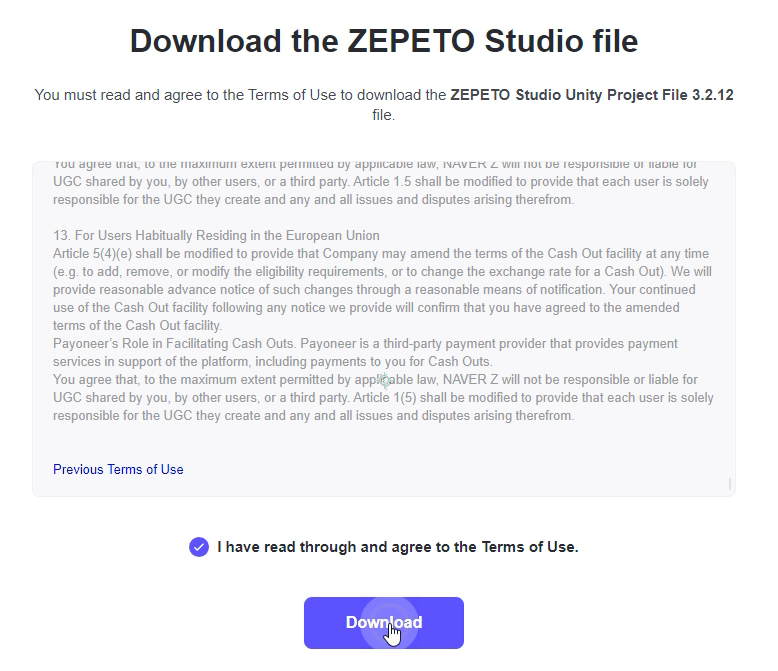 Download the ZEPETO Studio file
You must read and agree to the Terms of Use to download the ZEPETO Studio Unity Project File 3.2.12
file.
You agree that, to the maximum extent permitted by applicable law, NAVER Z will not be responsible or liable for
UGC shared by you, by other users, or a third party. Article 1.5 shall be modified to provide that each user is solely
responsible for the UGC they create and any and all issues and disputes arising therefrom.
13. For Users Habitually Residing in the European Union
Article 5(4)(e) shall be modified to provide that Company may amend the terms of the Cash Out facility at any time
(e.g. to add, remove, or modify the eligibility requirements, or to change the exchange rate for a Cash Out). We will
provide reasonable advance notice of such changes through a reasonable means of notification. Your continued
use of the Cash Out facility following any notice we provide will confirm that you have agreed to the amended
terms of the Cash Out facility.
Payoneer’s Role in Facilitating Cash Outs. Payoneer is a third-party payment provider that provides payment
services in support of the platform, including payments to you for Cash Outs.
You agree that, to the maximum extent permitted by applicable law, NAVER Z will not be responsible or liable for
UGC shared by you, by other users, or a third party. Article 1(5) shall be modified to provide that each user is solely
responsible for the UGC they create and any and all issues and disputes arising therefrom.
Previous Terms of Use
I have read through and agree to the Terms of Use.
Download